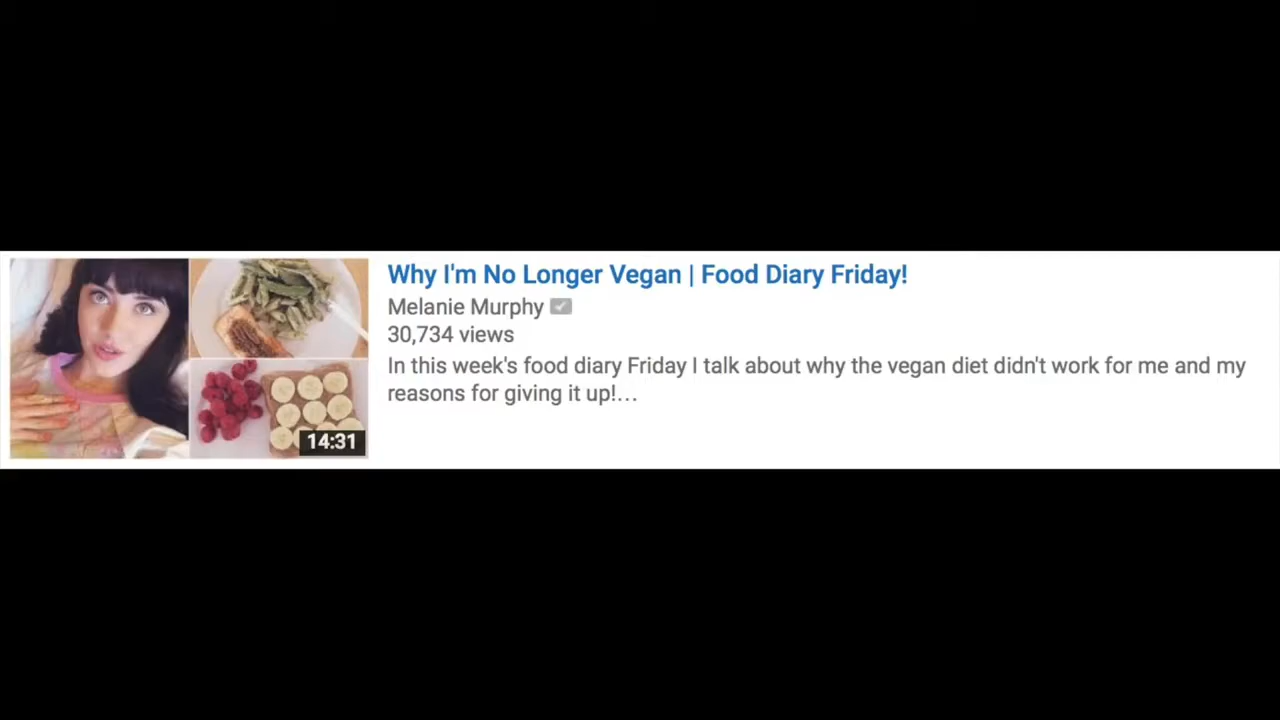 Why I'm No Longer Vegan | Food Diary Friday!
Melanie Murphy
30,734 views
In this week's food diary Friday I talk about why the vegan diet didn't work for me and my
reasons for giving it up!...
14:31